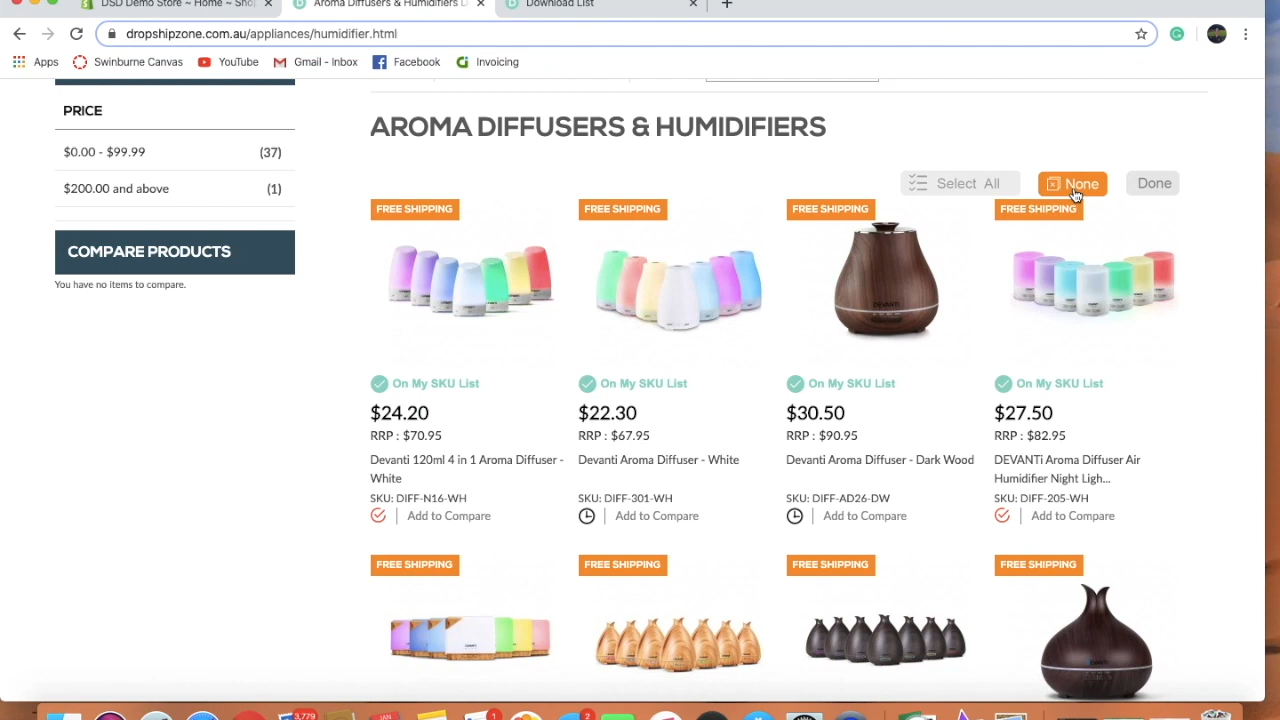 DSD Demo Store ~ Home ~ Sho
Aroma Diffusers & Humidifiers D
Download List
dropshipzone.com.au/appliances/humidifier.html
Apps
Swinburne Canvas
YouTube
Gmail - Inbox
Facebook
Invoicing
PRICE
$0.00 - $99.99 (37)
$200.00 and above (1)
COMPARE PRODUCTS
You have no items to compare.
AROMA DIFFUSERS & HUMIDIFIERS
Select All
None
Done
FREE SHIPPING
FREE SHIPPING
FREE SHIPPING
FREE SHIPPING
DEVANTI
On My SKU List
On My SKU List
On My SKU List
On My SKU List
$24.20
$22.30
$30.50
$27.50
RRP : $70.95
RRP : $67.95
RRP : $90.95
RRP : $82.95
Devanti 120ml 4 in 1 Aroma Diffuser -
White
Devanti Aroma Diffuser - White
Devanti Aroma Diffuser - Dark Wood
DEVANTi Aroma Diffuser Air
Humidifier Night Ligh...
SKU: DIFF-N16-WH
SKU: DIFF-301-WH
SKU: DIFF-AD26-DW
SKU: DIFF-205-WH
Add to Compare
Add to Compare
Add to Compare
Add to Compare
FREE SHIPPING
FREE SHIPPING
FREE SHIPPING
FREE SHIPPING
3,779
JAN
1
2